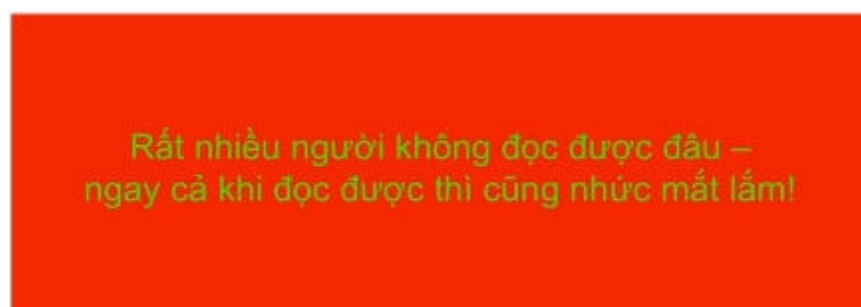 Rất nhiều người không đọc được đâu –
ngay cả khi đọc được thì cũng nhức mắt lắm!